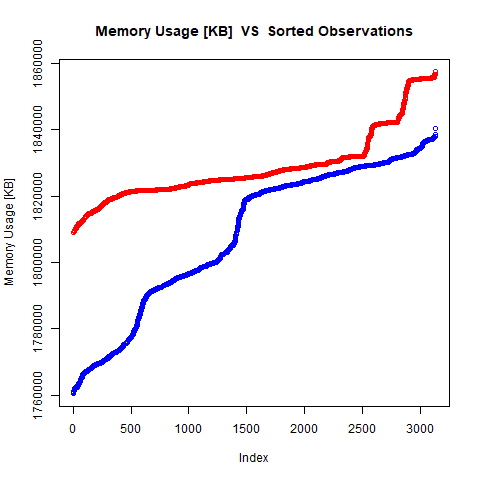 Memory Usage [KB]  VS  Sorted Observations
Memory Usage [KB]
1860000
1840000
1820000
1800000
1780000
1760000
0 500 1000 1500 2000 2500 3000
Index